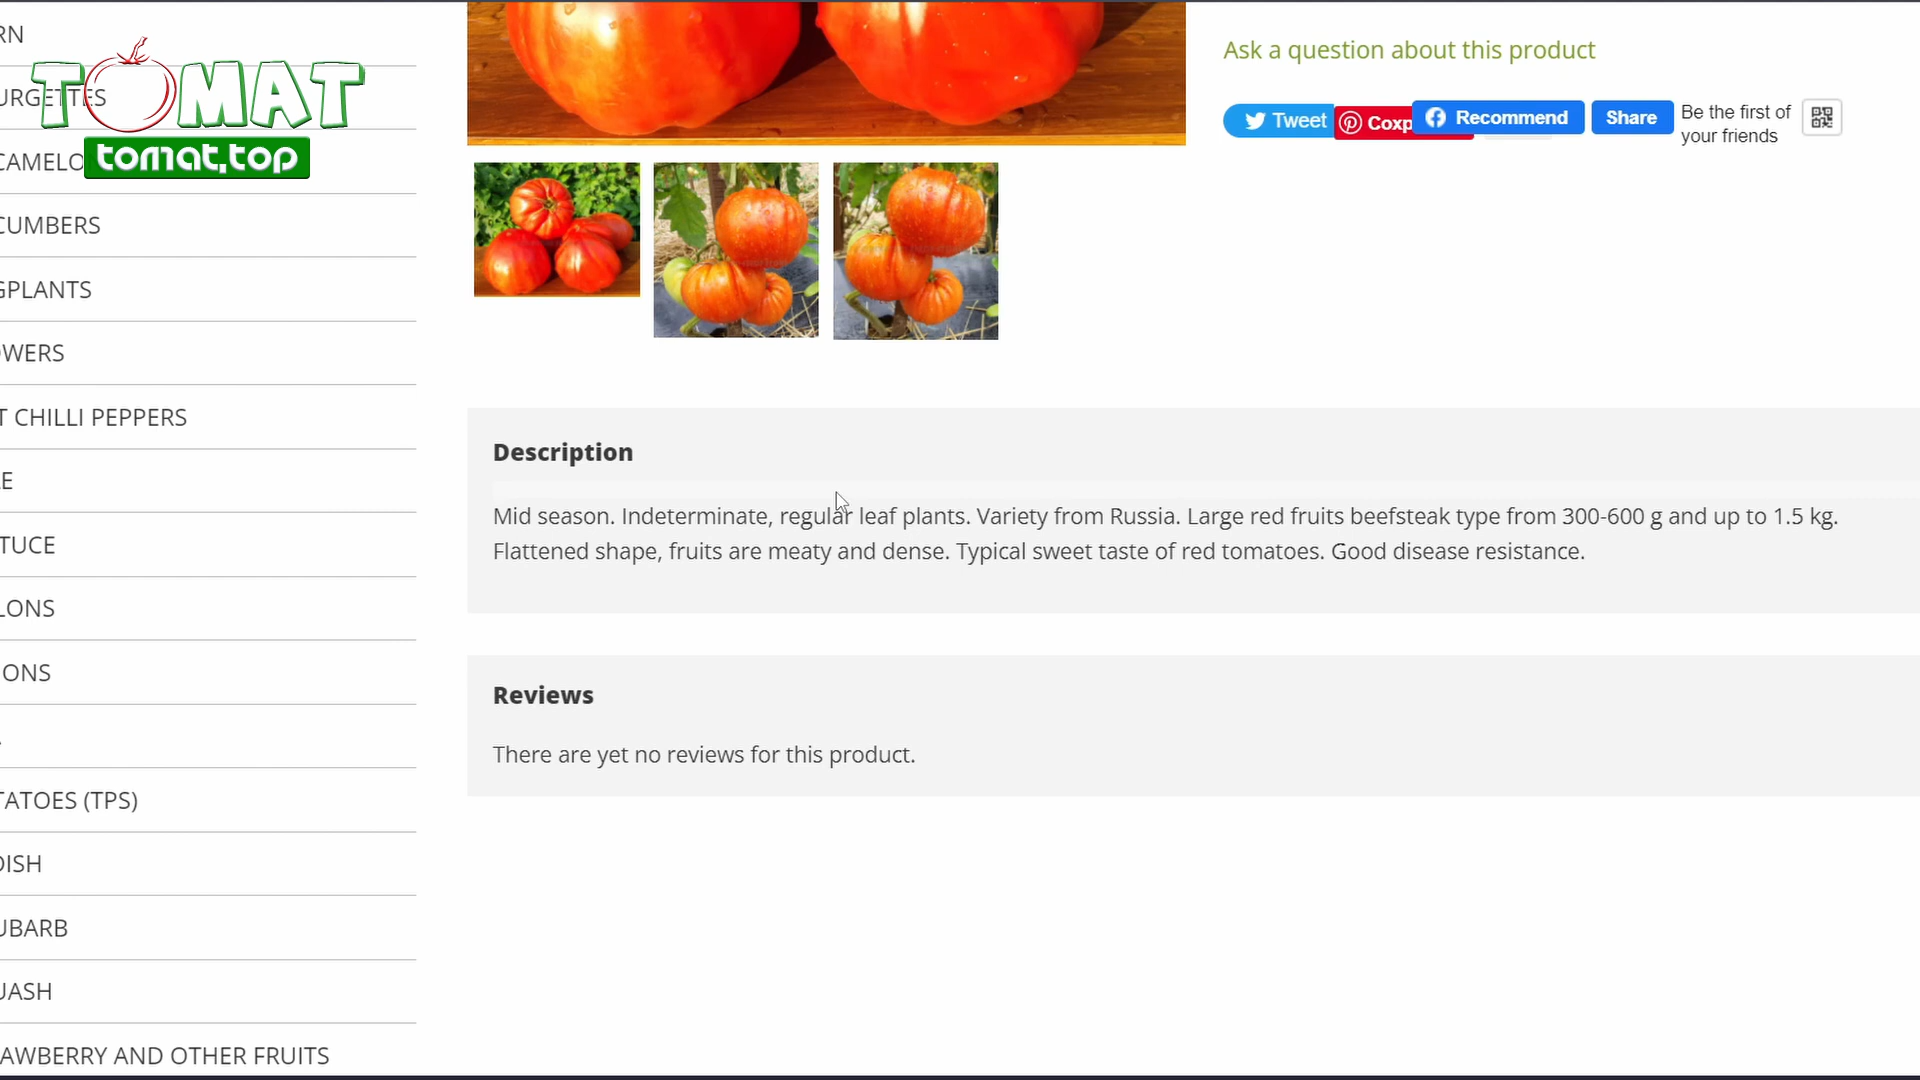 RN
TOMAT
URGETTES
tomat.top
CAMELO
CUMBERS
GPLANTS
OWERS
T CHILLI PEPPERS
LE
TUCE
LONS
IONS
TATOES (TPS)
DISH
UBARB
UASH
AWBERRY AND OTHER FRUITS
Ask a question about this product
Tweet
Coxp
Recommend
Share
Be the first of
your friends
Description
Mid season. Indeterminate, regular leaf plants. Variety from Russia. Large red fruits beefsteak type from 300-600 g and up to 1.5 kg.
Flattened shape, fruits are meaty and dense. Typical sweet taste of red tomatoes. Good disease resistance.
Reviews
There are yet no reviews for this product.